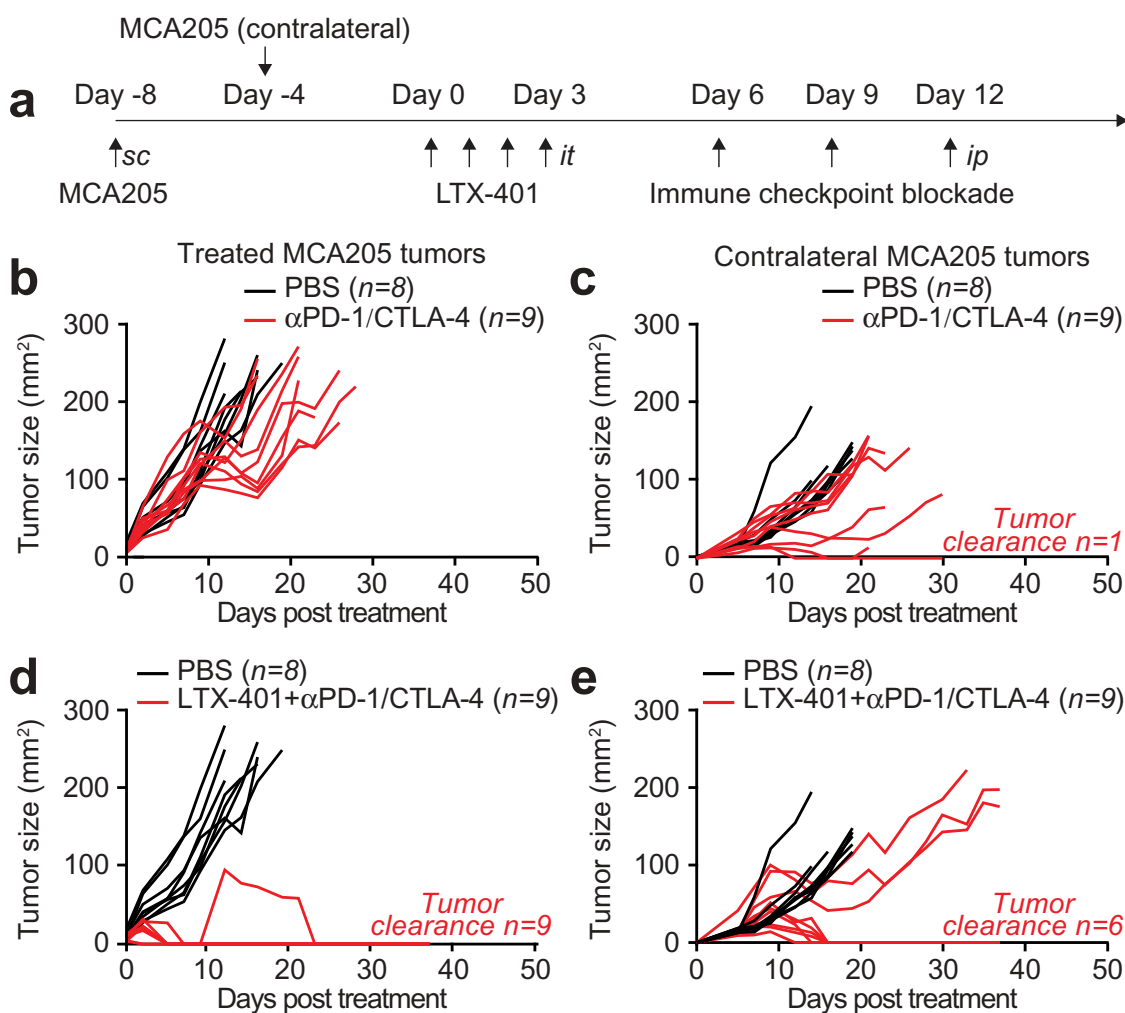 MCA205 (contralateral)
a
Day -8 Day -4 Day 0 Day 3 Day 6 Day 9 Day 12
sc it ip
MCA205 LTX-401 Immune checkpoint blockade
b
Treated MCA205 tumors
PBS (n=8)
αPD-1/CTLA-4 (n=9)
Tumor size (mm²)
300
200
100
0
0 10 20 30 40 50
Days post treatment
c
Contralateral MCA205 tumors
PBS (n=8)
αPD-1/CTLA-4 (n=9)
Tumor size (mm²)
300
200
100
0
Tumor
clearance n=1
0 10 20 30 40 50
Days post treatment
d
PBS (n=8)
LTX-401+αPD-1/CTLA-4 (n=9)
Tumor size (mm²)
300
200
100
0
Tumor
clearance n=9
0 10 20 30 40 50
Days post treatment
e
PBS (n=8)
LTX-401+αPD-1/CTLA-4 (n=9)
Tumor size (mm²)
300
200
100
0
Tumor
clearance n=6
0 10 20 30 40 50
Days post treatment